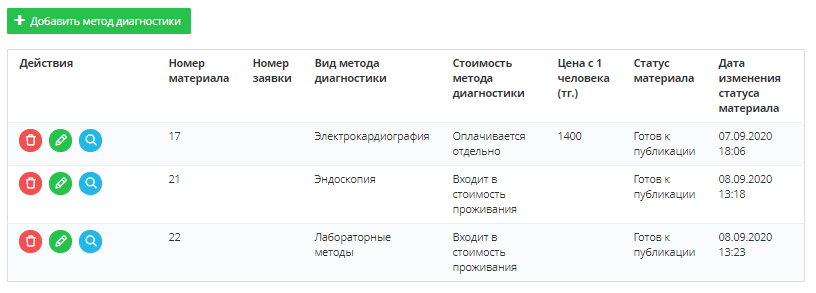 Добавить метод диагностики
Действия
Номер
материала
Номер
заявки
Вид метода
диагностики
Стоимость
метода
диагностики
Цена с 1
человека
(тг.)
Статус
материала
Дата
изменения
статуса
материала
17
Электрокардиография
Оплачивается
отдельно
1400
Готов к
публикации
07.09.2020
18:06
21
Эндоскопия
Входит в
стоимость
проживания
Готов к
публикации
08.09.2020
13:18
22
Лабораторные
методы
Входит в
стоимость
проживания
Готов к
публикации
08.09.2020
13:23